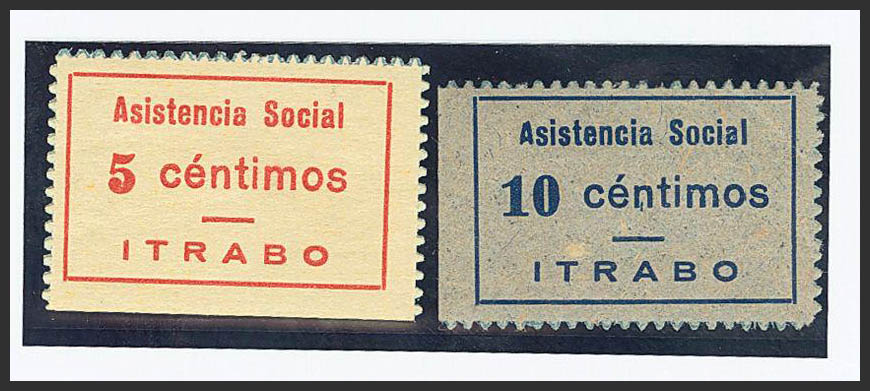 Asistencia Social
5 céntimos
ITRABO
Asistencia Social
10 céntimos
ITRABO